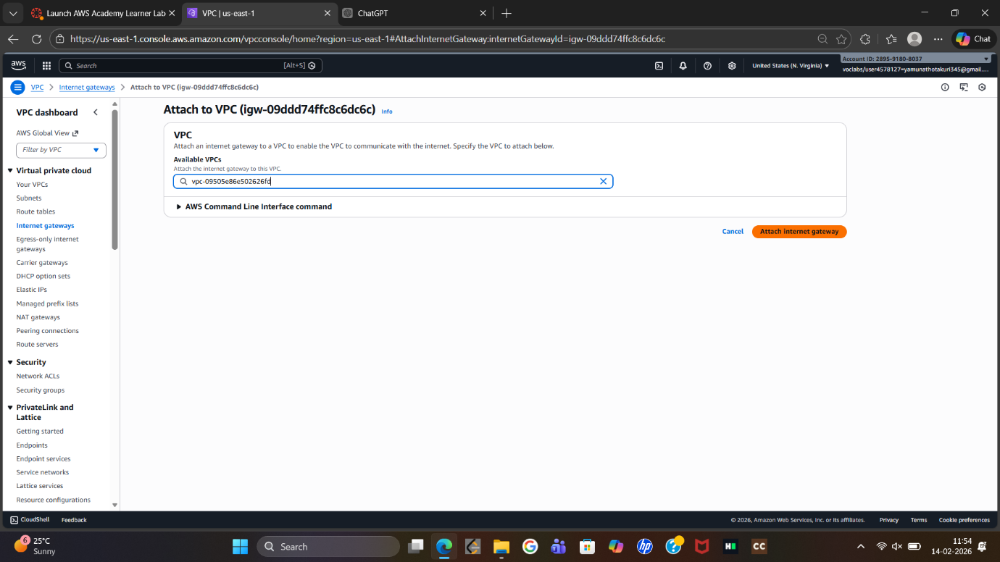 Launch AWS Academy Learner Lab
VPC | us-east-1
ChatGPT
https://us-east-1.console.aws.amazon.com/vpcconsole/home?region=us-east-1#AttachInternetGateway:internetGatewayId=igw-09ddd74ffc8c6dc6c
Chat
aws
Search
[Alt+S]
United States (N. Virginia)
Account ID: 2895-9180-8037
voclabs/user4578127=yamunathotakuri345@gmail....
VPC > Internet gateways > Attach to VPC (igw-09ddd74ffc8c6dc6c)
VPC dashboard
AWS Global View
Filter by VPC
Virtual private cloud
Your VPCs
Subnets
Route tables
Internet gateways
Egress-only internet
gateways
Carrier gateways
DHCP option sets
Elastic IPs
Managed prefix lists
NAT gateways
Peering connections
Route servers
Security
Network ACLs
Security groups
PrivateLink and
Lattice
Getting started
Endpoints
Endpoint services
Service networks
Lattice services
Resource configurations
Attach to VPC (igw-09ddd74ffc8c6dc6c) Info
VPC
Attach an internet gateway to a VPC to enable the VPC to communicate with the internet. Specify the VPC to attach below.
Available VPCs
Attach the internet gateway to this VPC.
vpc-09505e86e502626fd
AWS Command Line Interface command
Cancel
Attach internet gateway
CloudShell
Feedback
© 2026, Amazon Web Services, Inc. or its affiliates.
Privacy
Terms
Cookie preferences
6
25°C
Sunny
Search
hp
CC
11:54
14-02-2026